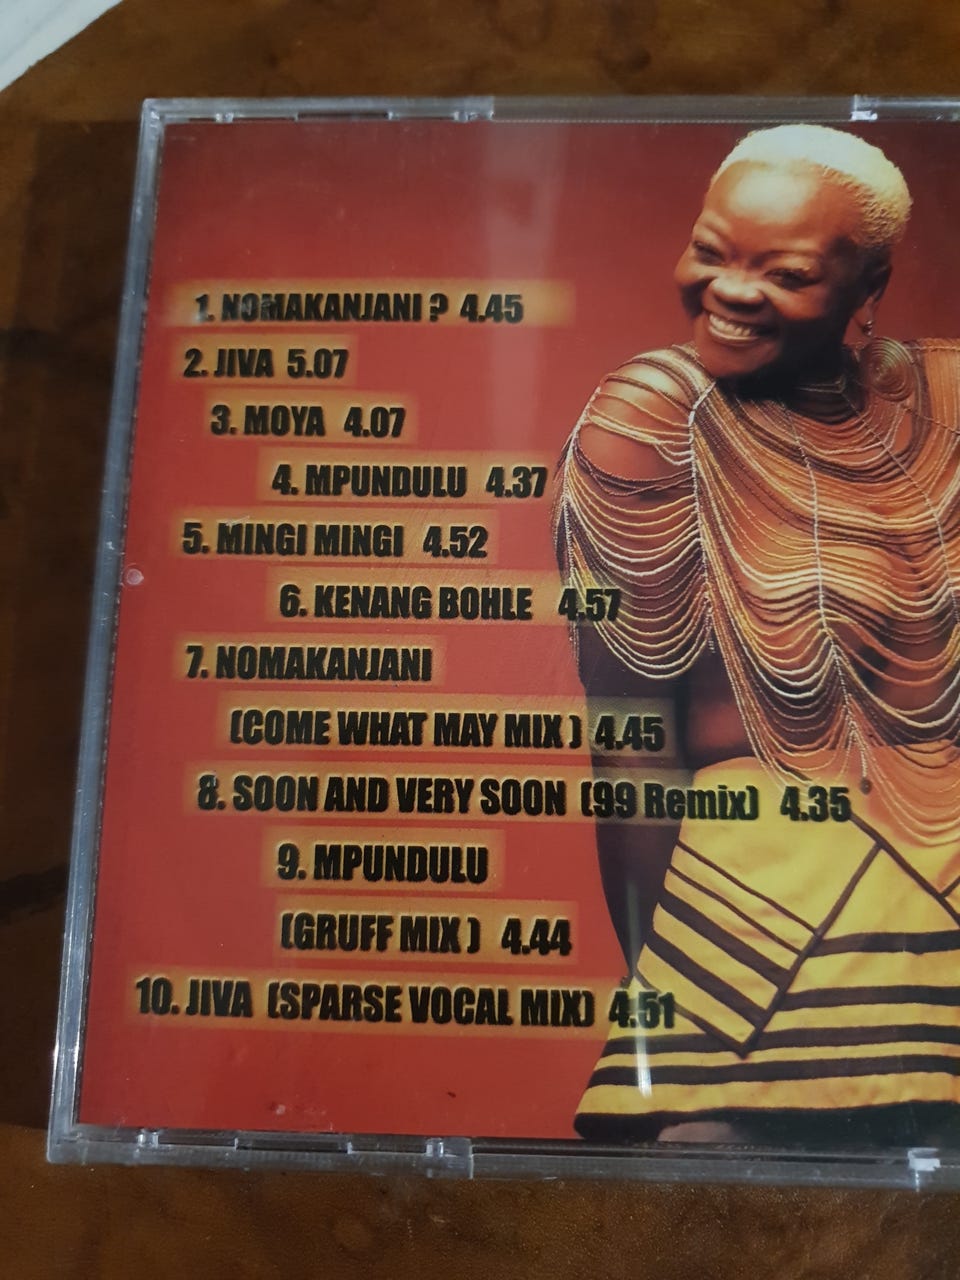 1. NOMAKANJANI ? 4.45
2. JIVA 5.07
3. MOYA 4.07
4. MPUNDULU 4.37
5. MINGI MINGI 4.52
6. KENANG BOHLE 4.57
7. NOMAKANJANI
(COME WHAT MAY MIX ) 4.45
8. SOON AND VERY SOON (99 Remix) 4.35
9. MPUNDULU
(GRUFF MIX ) 4.44
10. JIVA (SPARSE VOCAL MIX) 4.51